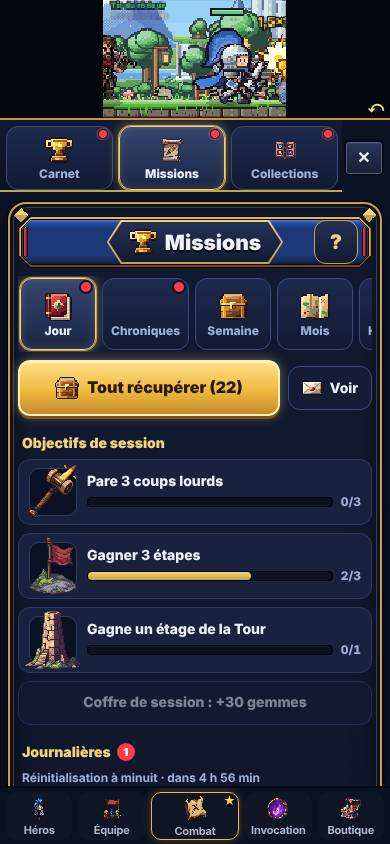 Carnet
Missions
Collections
Missions
?
Jour
Chroniques
Semaine
Mois
Tout récupérer (22)
Voir
Objectifs de session
Pare 3 coups lourds
0/3
Gagner 3 étapes
2/3
Gagne un étage de la Tour
0/1
Coffre de session : +30 gemmes
Journalières 1
Réinitialisation à minuit · dans 4 h 56 min
Héros
Équipe
Combat
Invocation
Boutique